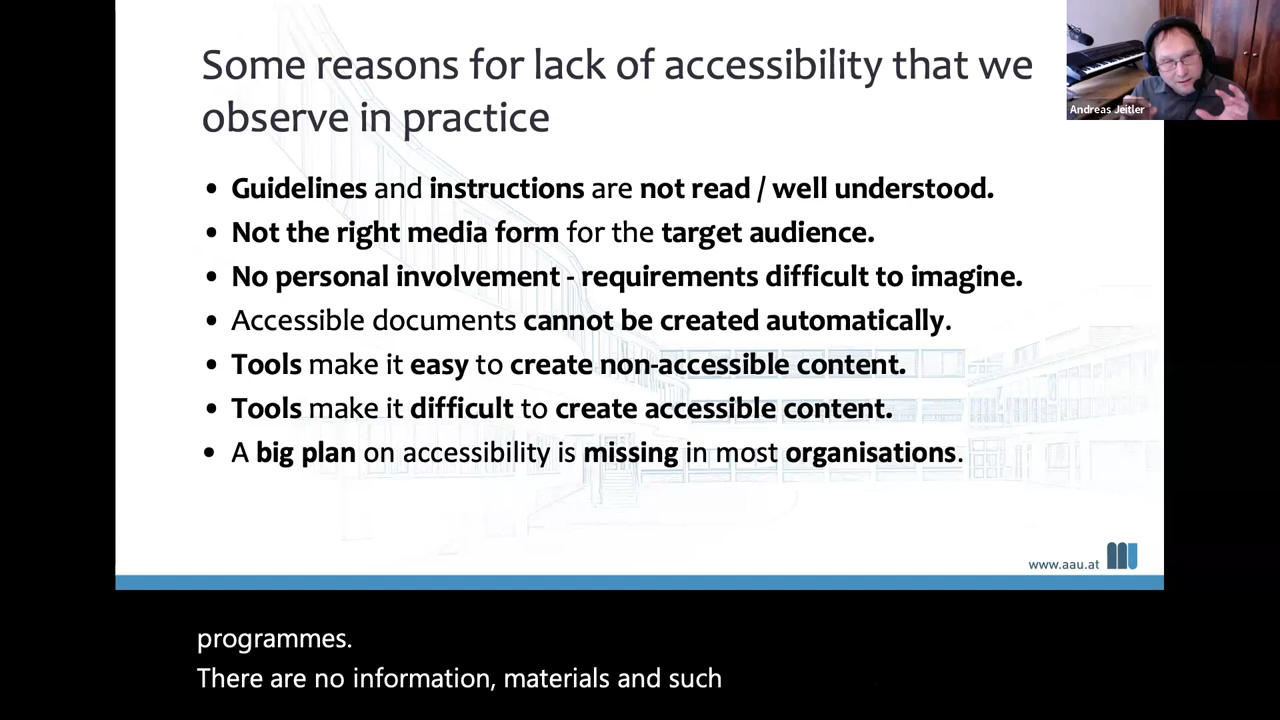 Some reasons for lack of accessibility that we
observe in practice
Andreas Jeitler
• Guidelines and instructions are not read / well understood.
• Not the right media form for the target audience.
• No personal involvement - requirements difficult to imagine.
• Accessible documents cannot be created automatically.
• Tools make it easy to create non-accessible content.
• Tools make it difficult to create accessible content.
• A big plan on accessibility is missing in most organisations.
www.aau.at
programmes.
There are no information, materials and such